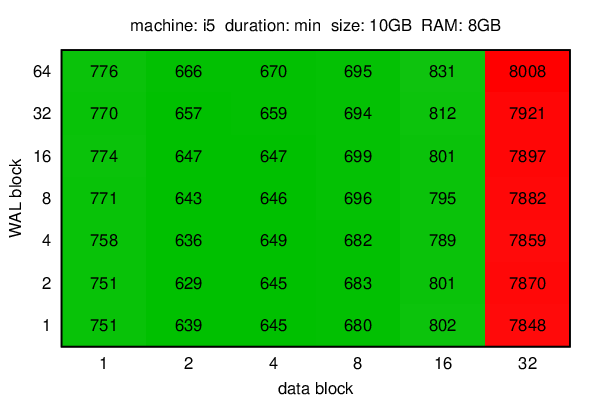 machine: i5  duration: min  size: 10GB  RAM: 8GB
64 776 666 670 695 831 8008
32 770 657 659 694 812 7921
16 774 647 647 699 801 7897
8 771 643 646 696 795 7882
4 758 636 649 682 789 7859
2 751 629 645 683 801 7870
1 751 639 645 680 802 7848
WAL block
1 2 4 8 16 32
data block